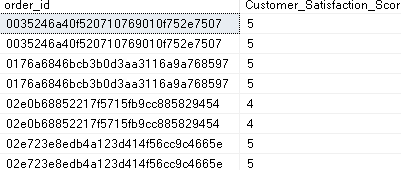 order_id Customer_Satisfaction_Scor
0035246a40f520710769010f752e7507 5
0035246a40f520710769010f752e7507 5
0176a6846bcb3b0d3aa3116a9a768597 5
0176a6846bcb3b0d3aa3116a9a768597 5
02e0b68852217f5715fb9cc885829454 4
02e0b68852217f5715fb9cc885829454 4
02e723e8edb4a123d414f56cc9c4665e 5
02e723e8edb4a123d414f56cc9c4665e 5